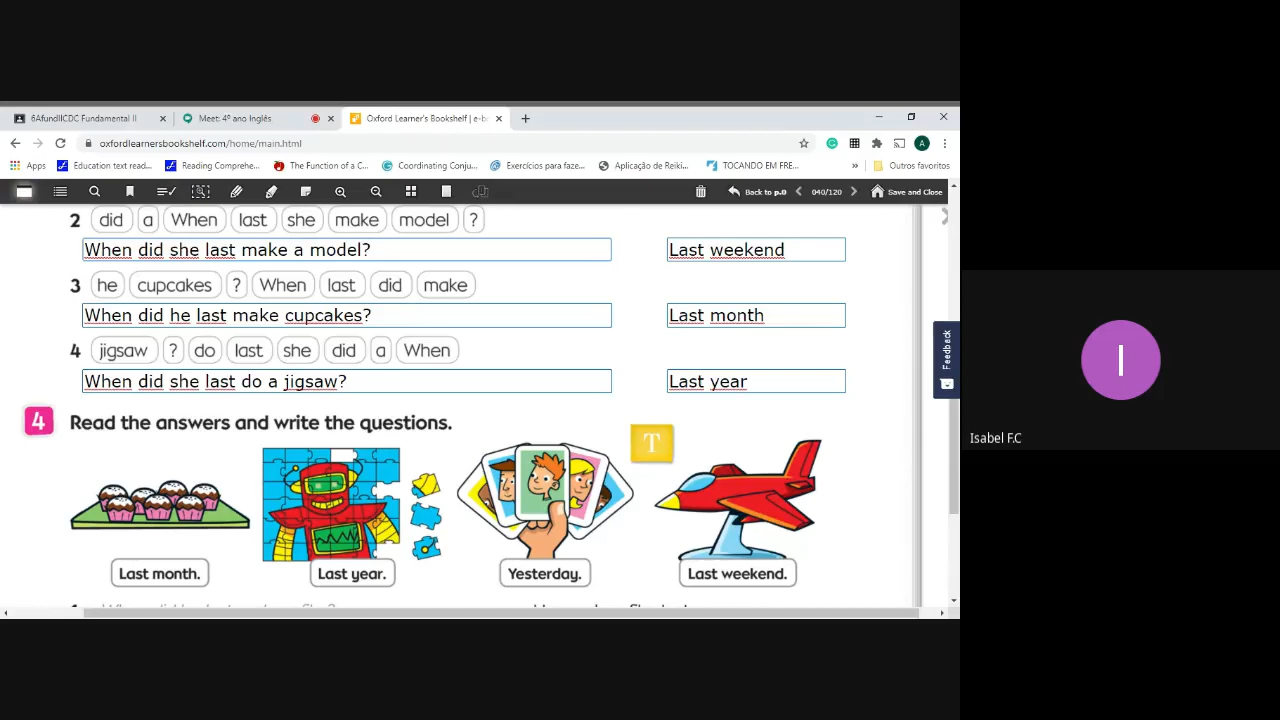 6AfundIICDC Fundamental II
Meet: 4º ano Inglês
Oxford Learner's Bookshelf | e-b
oxfordlearnersbookshelf.com/home/main.html
A
Apps
Education text read...
Reading Comprehe...
The Function of a C...
Coordinating Conju...
Exercícios para faze...
Aplicação de Reiki...
TOCANDO EM FRE...
»
Outros favoritos
Back to p.0
040/120
Save and Close
2 did a When last she make model ?
When did she last make a model? Last weekend
3 he cupcakes ? When last did make
When did he last make cupcakes? Last month
4 jigsaw ? do last she did a When
When did she last do a jigsaw? Last year
Feedback
4 Read the answers and write the questions.
T
Last month.
Last year.
Yesterday.
Last weekend.
I
Isabel F.C